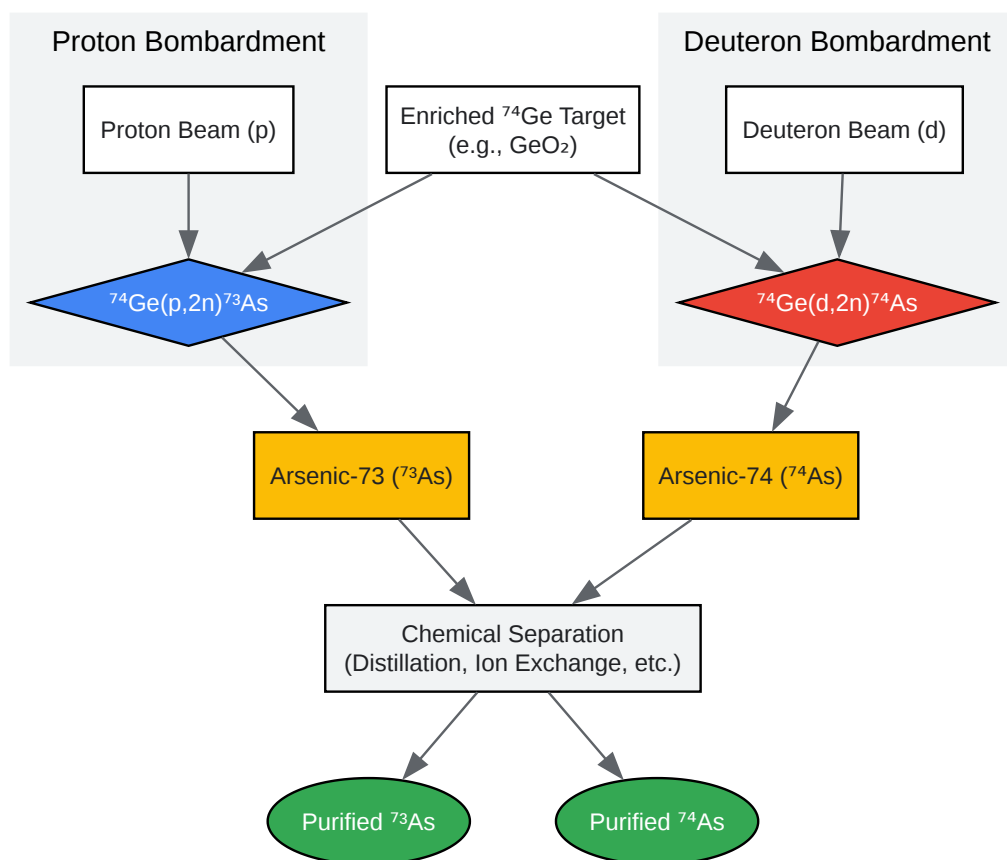 Proton Bombardment
Deuteron Bombardment
Proton Beam (p)
Enriched ⁷⁴Ge Target
(e.g., GeO₂)
Deuteron Beam (d)
⁷⁴Ge(p,2n)⁷³As
⁷⁴Ge(d,2n)⁷⁴As
Arsenic-73 (⁷³As)
Arsenic-74 (⁷⁴As)
Chemical Separation
(Distillation, Ion Exchange, etc.)
Purified ⁷³As
Purified ⁷⁴As